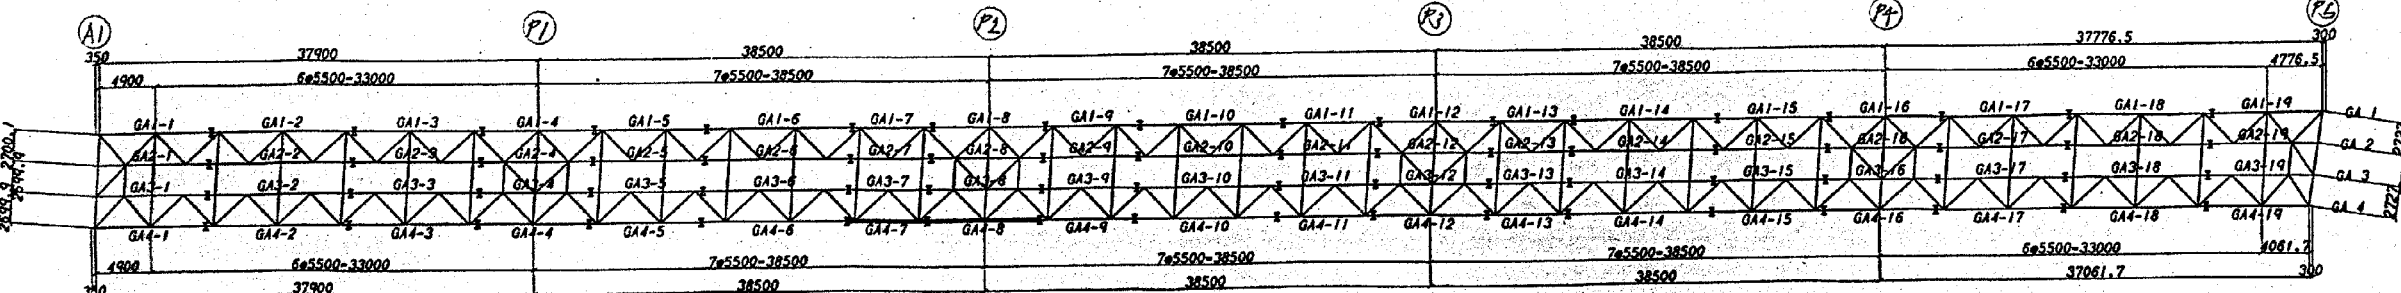 A1 P1 P2 P3 P4 P5
350 37900 38500 38500 38500 37776.5 300
4900 6@5500-33000 7@5500-38500 7@5500-38500 7@5500-38500 6@5500-33000 4776.5
GA1-1 GA1-2 GA1-3 GA1-4 GA1-5 GA1-6 GA1-7 GA1-8 GA1-9 GA1-10 GA1-11 GA1-12 GA1-13 GA1-14 GA1-15 GA1-16 GA1-17 GA1-18 GA1-19 GA 1
2700.1
GA2-1 GA2-2 GA2-3 GA2-4 GA2-5 GA2-6 GA2-7 GA2-8 GA2-9 GA2-10 GA2-11 GA2-12 GA2-13 GA2-14 GA2-15 GA2-16 GA2-17 GA2-18 GA2-19 GA 2
2699.9
GA3-1 GA3-2 GA3-3 GA3-4 GA3-5 GA3-6 GA3-7 GA3-8 GA3-9 GA3-10 GA3-11 GA3-12 GA3-13 GA3-14 GA3-15 GA3-16 GA3-17 GA3-18 GA3-19 GA 3
2699.9
GA4-1 GA4-2 GA4-3 GA4-4 GA4-5 GA4-6 GA4-7 GA4-8 GA4-9 GA4-10 GA4-11 GA4-12 GA4-13 GA4-14 GA4-15 GA4-16 GA4-17 GA4-18 GA4-19 GA 4
4900 6@5500-33000 7@5500-38500 7@5500-38500 7@5500-38500 6@5500-33000 4061.7
37900 38500 38500 38500 37061.7 300